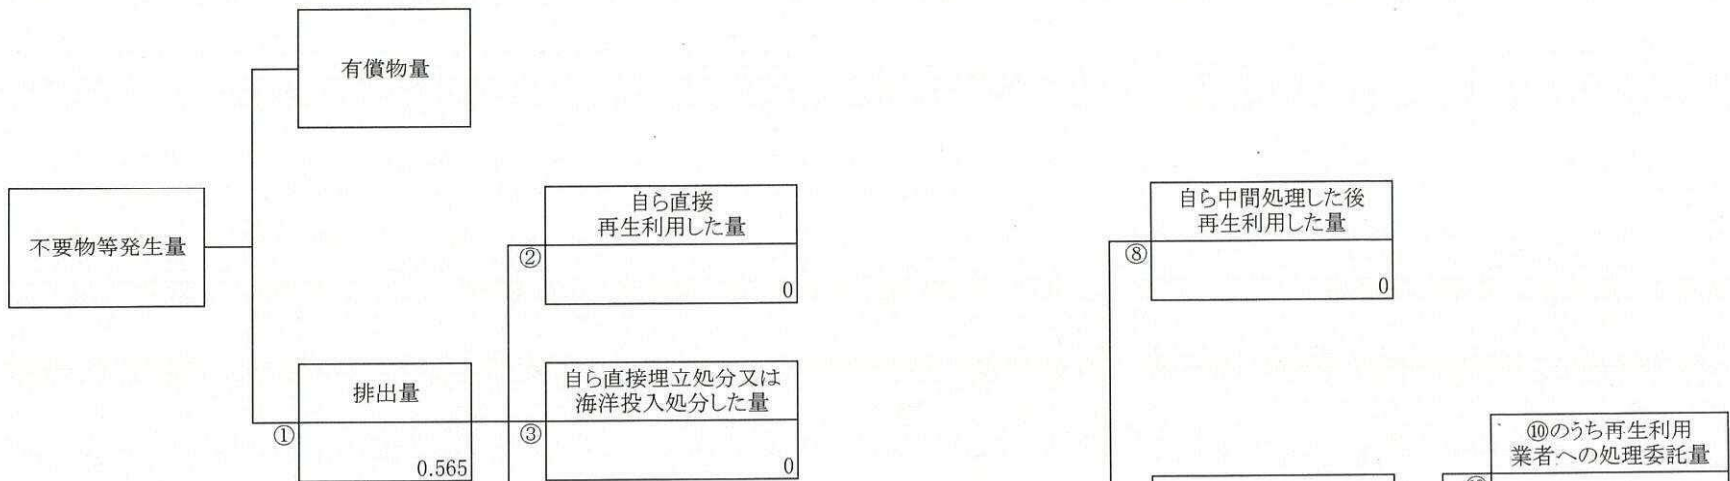 有償物量
不要物等発生量
自ら直接
再生利用した量
②
0
自ら中間処理した後
再生利用した量
⑧
0
排出量
①
0.565
自ら直接埋立処分又は
海洋投入処分した量
③
0
⑩のうち再生利用
業者への処理委託量